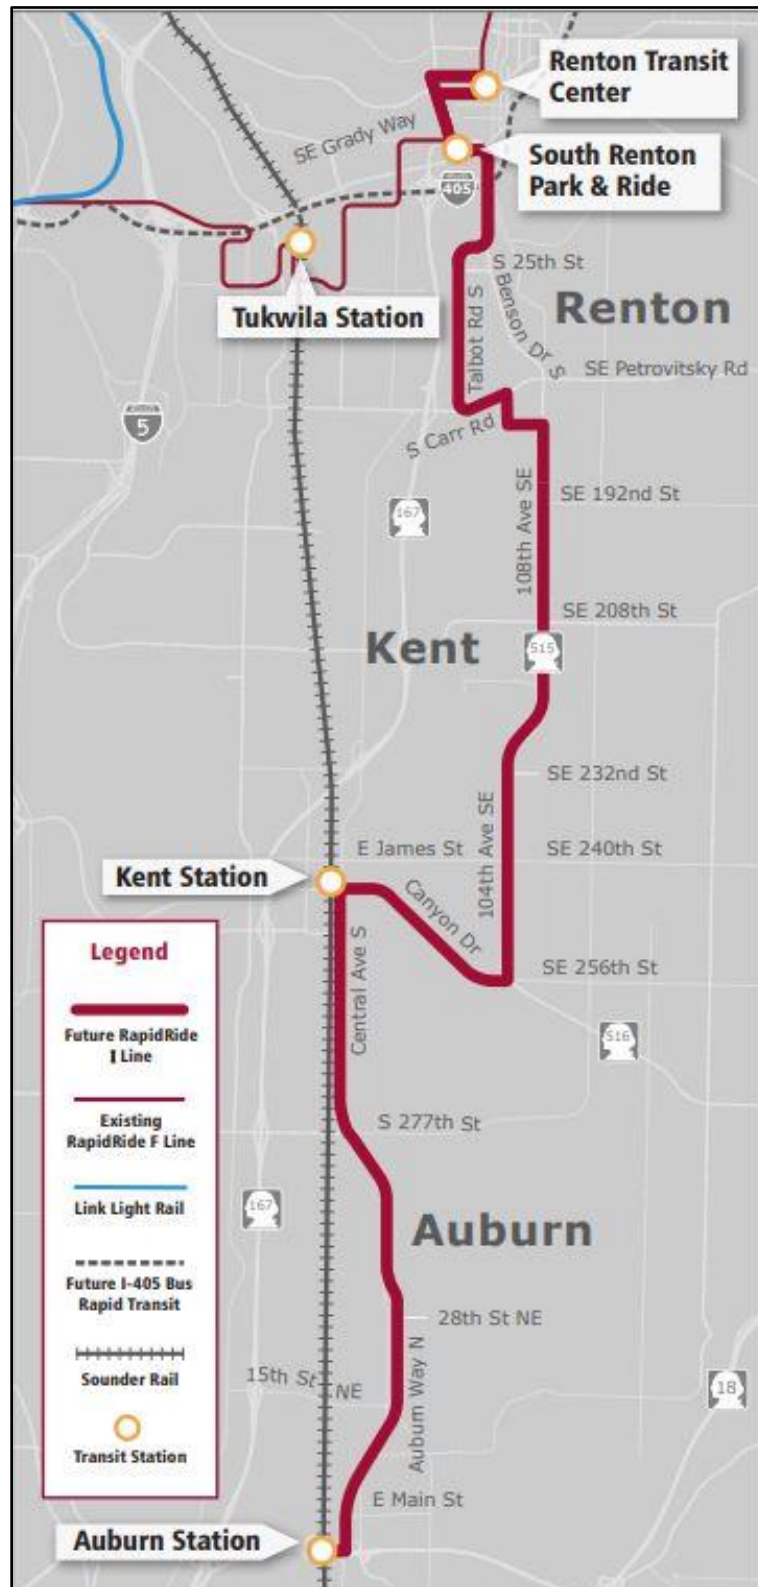 Renton Transit
Center
SE Grady Way
South Renton
Park & Ride
405
S 25th St
Tukwila Station
Talbot Rd S
Benson Dr S
Renton
SE Petrovitsky Rd
5
S Carr Rd
167
108th Ave SE
SE 192nd St
SE 208th St
Kent
515
SE 232nd St
104th Ave SE
E James St
SE 240th St
Kent Station
Canyon Dr
Central Ave S
SE 256th St
516
Legend
Future RapidRide
I Line
Existing
RapidRide F Line
Link Light Rail
Future I-405 Bus
Rapid Transit
Sounder Rail
Transit Station
S 277th St
167
Auburn
28th St NE
15th St NE
Auburn Way N
18
E Main St
Auburn Station